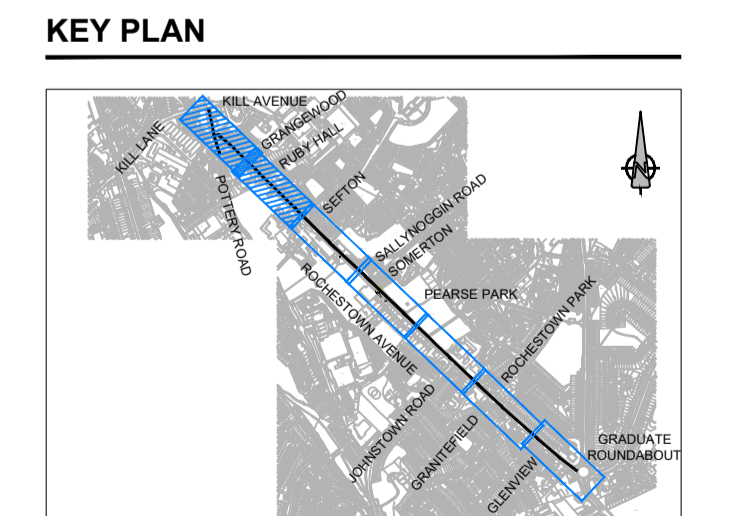 KEY PLAN
KILL AVENUE
GRANGEWOOD
KILL LANE
RUBY HALL
POTTERY ROAD
SEFTON
SALLYNOGGIN ROAD
SOMERTON
ROCHESTOWN AVENUE
PEARSE PARK
ROCHESTOWN PARK
JOHNSTOWN ROAD
GRANITEFIELD
GLENVIEW
GRADUATE
ROUNDABOUT
N